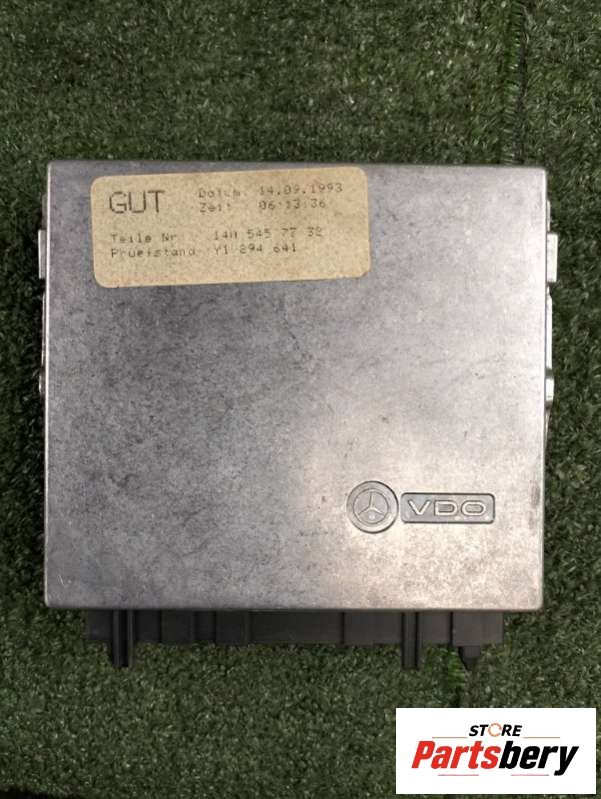 GUT Datum: 14.09.1993
Zeit: 06:13:36
Teile Nr 140 545 77 32
Pruefstand Y1 894 641
VDO
STORE
Partsbery